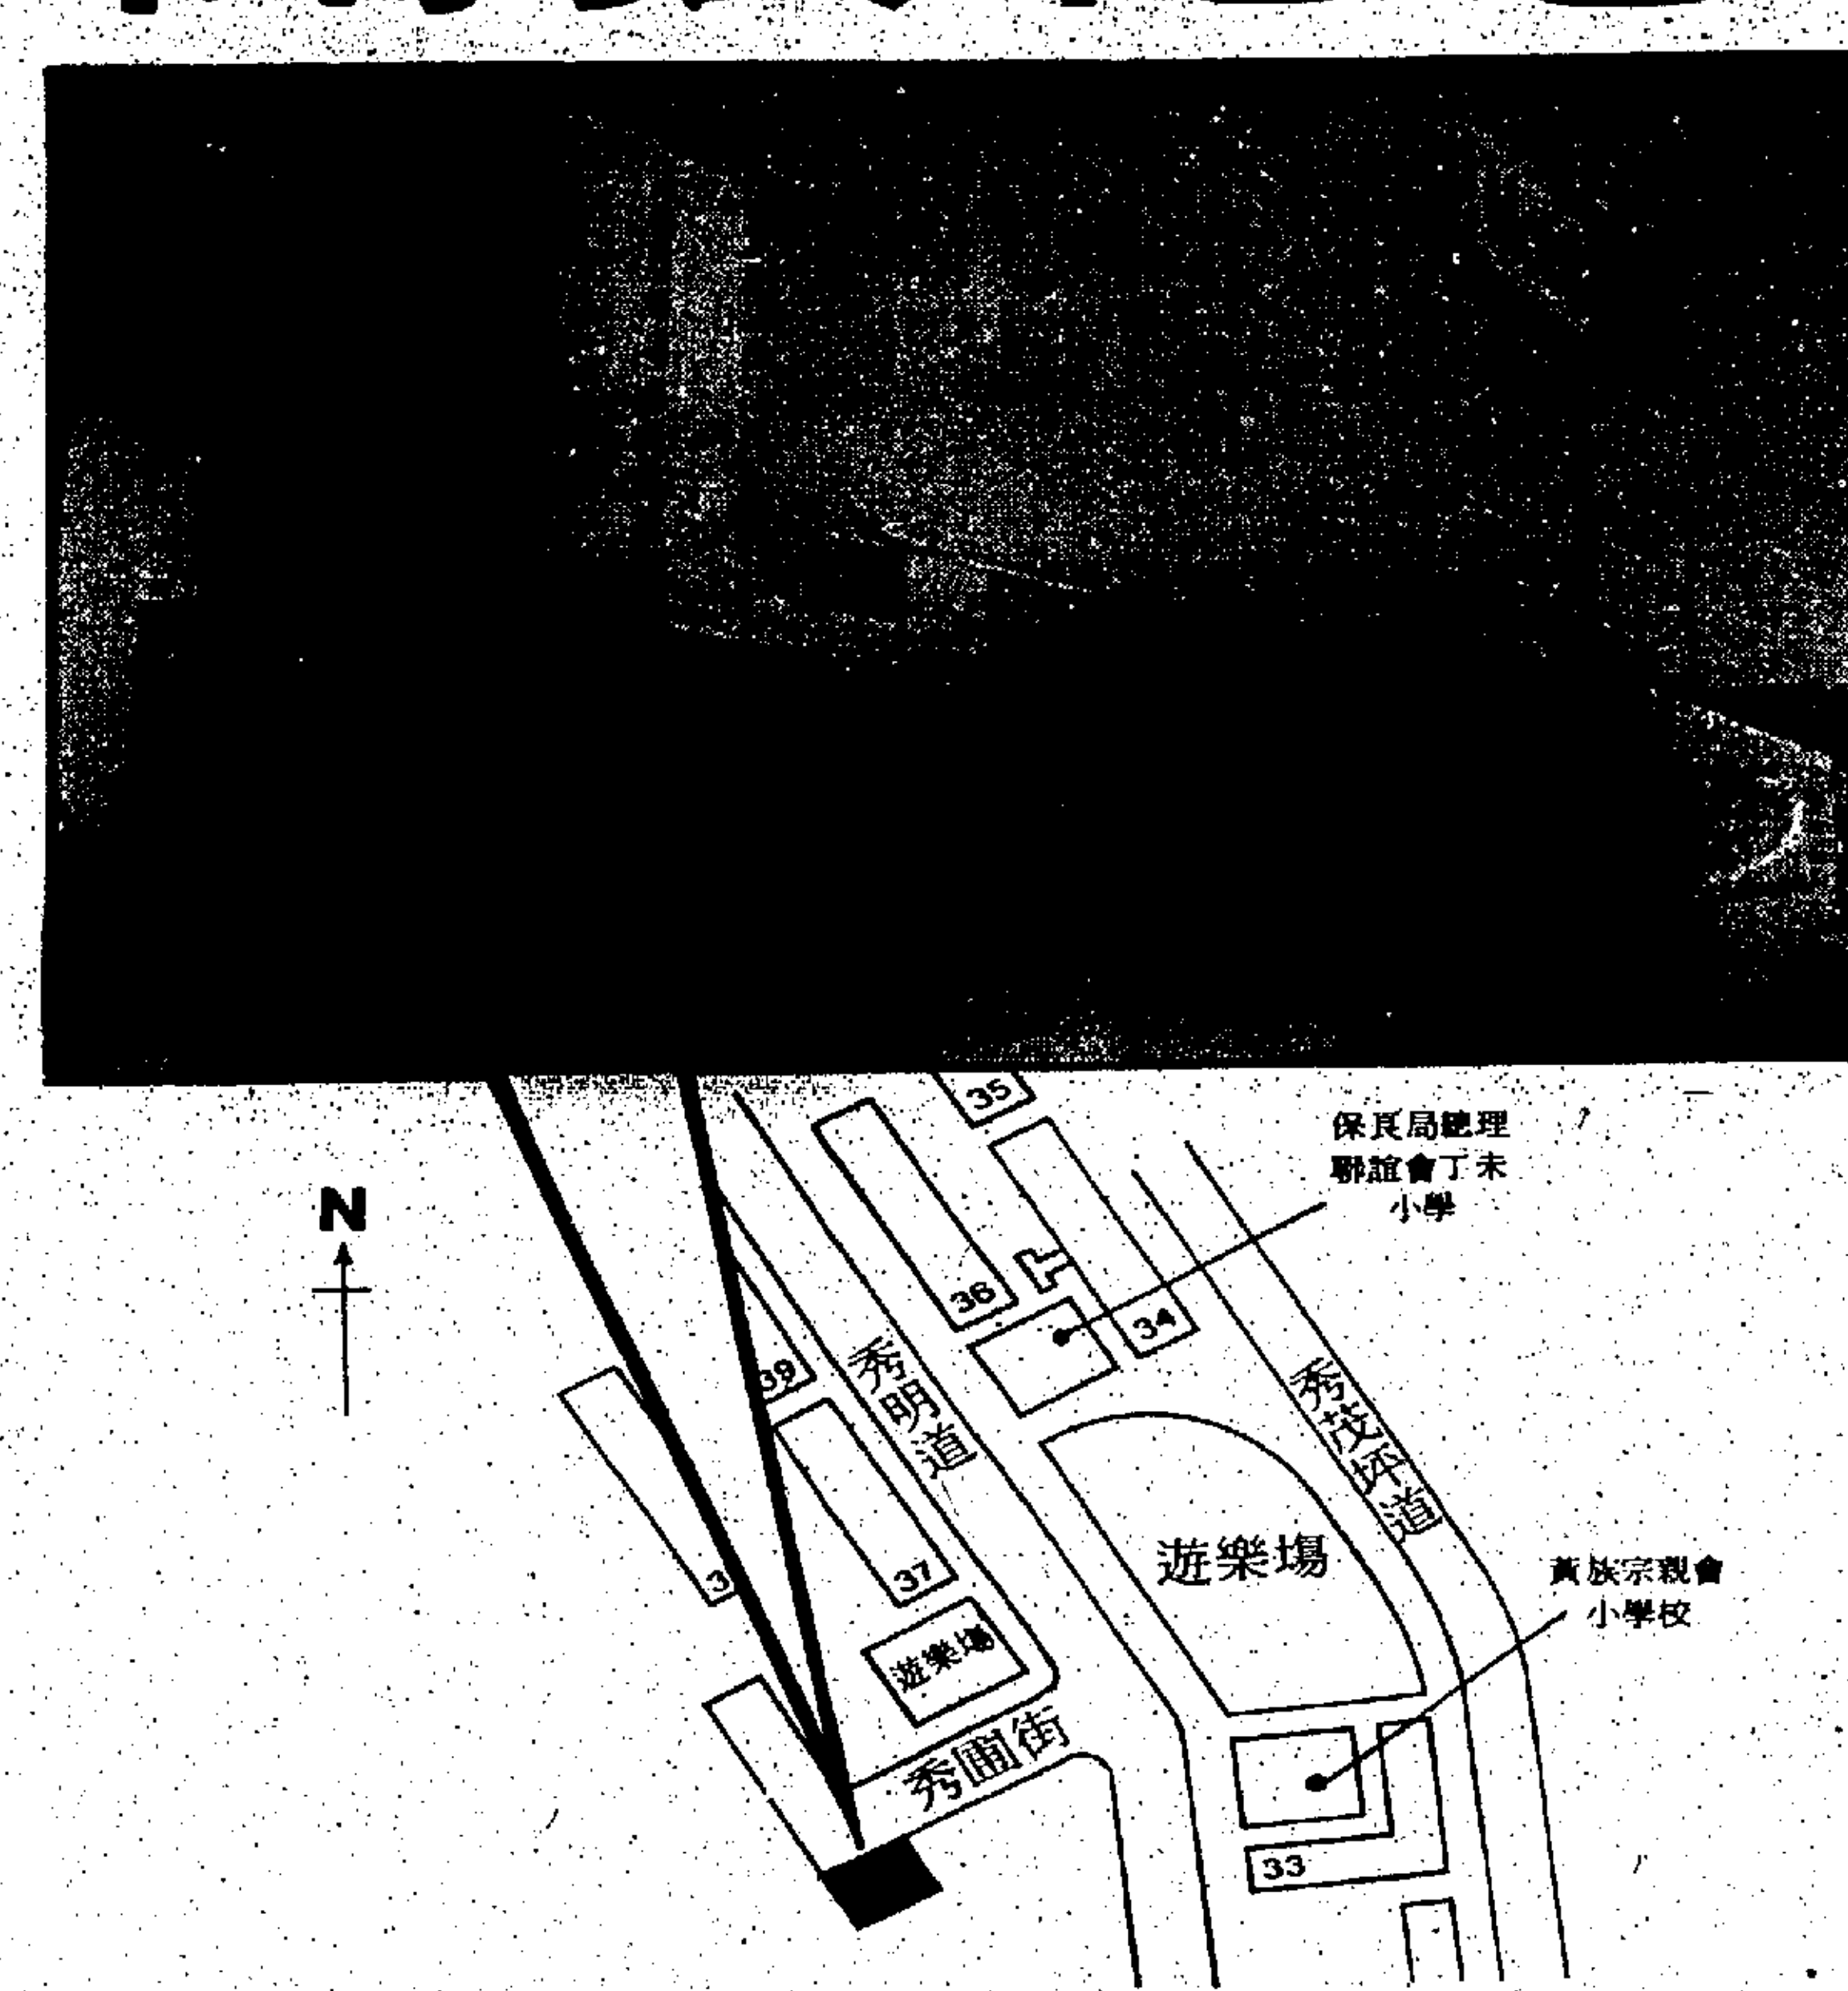 35
保良局總理
聯誼會丁未
小學
N
36
34
39
秀明道
秀茂坪道
遊樂場
37
黃族宗親會
小學校
3
遊樂場
秀圃街
33